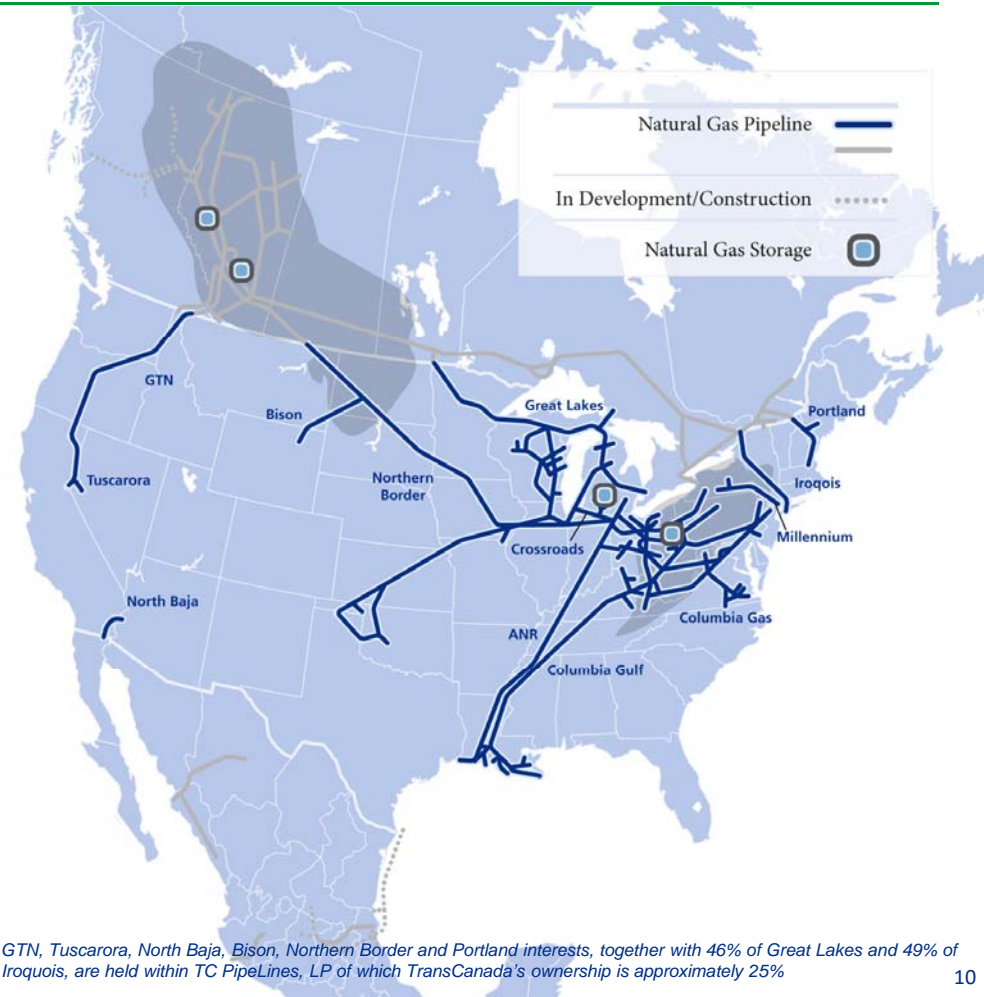 Natural Gas Pipeline
In Development/Construction
Natural Gas Storage
GTN
Bison
Great Lakes
Portland
Tuscarora
Northern
Border
Iroqois
Crossroads
Millennium
North Baja
Columbia Gas
ANR
Columbia Gulf
GTN, Tuscarora, North Baja, Bison, Northern Border and Portland interests, together with 46% of Great Lakes and 49% of
Iroquois, are held within TC PipeLines, LP of which TransCanada's ownership is approximately 25%
10